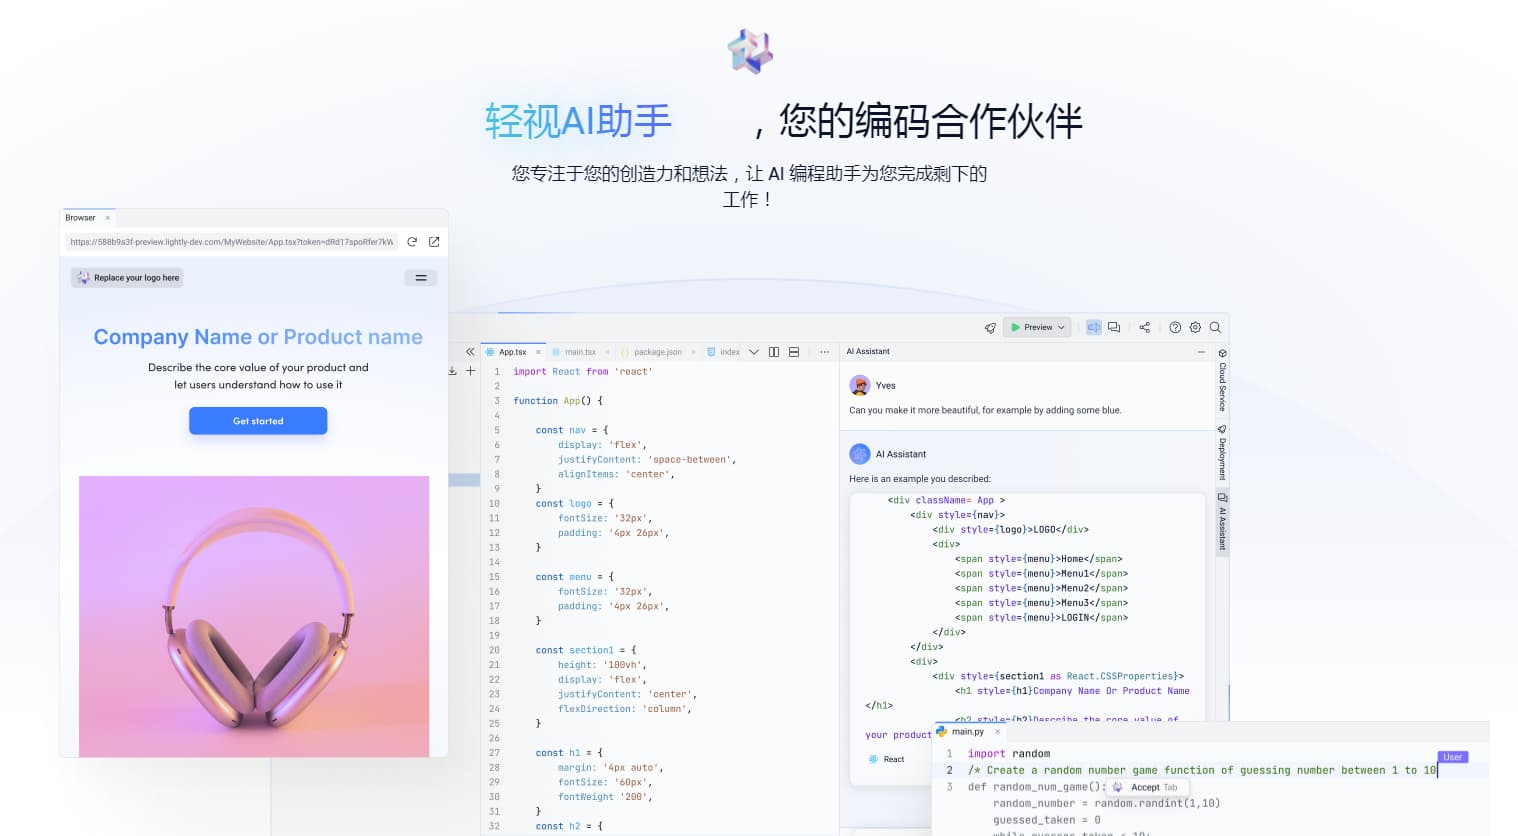 轻视AI助手，您的编码合作伙伴
您专注于您的创造力和想法，让 AI 编程助手为您完成剩下的
工作！
Browser ×
https://588b9a3f-preview.lightly-dev.com/MyWebsite/App.tsx?token=dRd17spoRfer7kW
Replace your logo here
Company Name or Product name
Describe the core value of your product and
let users understand how to use it
Get started
Preview
App.tsx × main.tsx × package.json × index
1 import React from 'react'
2
3 function App() {
4
5 const nav = {
6 display: 'flex',
7 justifyContent: 'space-between',
8 alignItems: 'center',
9 }
10 const logo = {
11 fontSize: '32px',
12 padding: '4px 26px',
13 }
14
15 const menu = {
16 fontSize: '32px',
17 padding: '4px 26px',
18 }
19
20 const section1 = {
21 height: '100vh',
22 display: 'flex',
23 justifyContent: 'center',
24 flexDirection: 'column',
25 }
26
27 const h1 = {
28 margin: '4px auto',
29 fontSize: '60px',
30 fontWeight '200',
31 }
32 const h2 = {
AI Assistant
Yves
Can you make it more beautiful, for example by adding some blue.
AI Assistant
Here is an example you described:
<div className= App >
<div style={nav}>
<div style={logo}>LOGO</div>
<div>
<span style={menu}>Home</span>
<span style={menu}>Menu1</span>
<span style={menu}>Menu2</span>
<span style={menu}>Menu3</span>
<span style={menu}>LOGIN</span>
</div>
</div>
<div>
<div style={section1 as React.CSSProperties}>
<h1 style={h1}Company Name Or Product Name
</h1>
<h2 style={h2}Describe the core value of
your product
React
Cloud Service
Deployment
AI Assistant
main.py ×
1 import random
User
2 /* Create a random number game function of guessing number between 1 to 10
3 def random_num_game():
Accept Tab
random_number = random.randint(1,10)
guessed_taken = 0
while guessed_taken < 10: